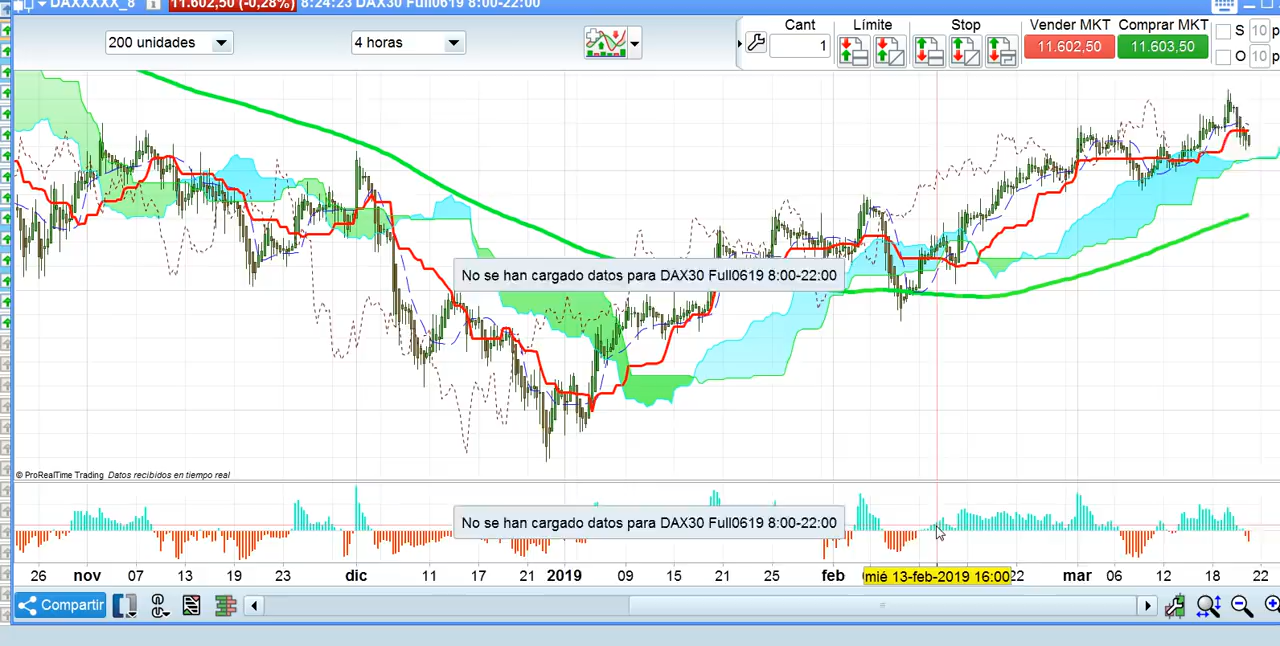 DAXXXXX_8 11.602,50 (-0,28%) 8:24:23 DAX30 Full0619 8:00-22:00
200 unidades
4 horas
Cant
1
Límite
Stop
Vender MKT
11.602,50
Comprar MKT
11.603,50
S 10 p
O 10 p
No se han cargado datos para DAX30 Full0619 8:00-22:00
© ProRealTime Trading Datos recibidos en tiempo real
No se han cargado datos para DAX30 Full0619 8:00-22:00
26 nov 07 13 19 23 dic 11 17 21 2019 09 15 21 25 feb mié 13-feb-2019 16:00 22 mar 06 12 18 22
Compartir